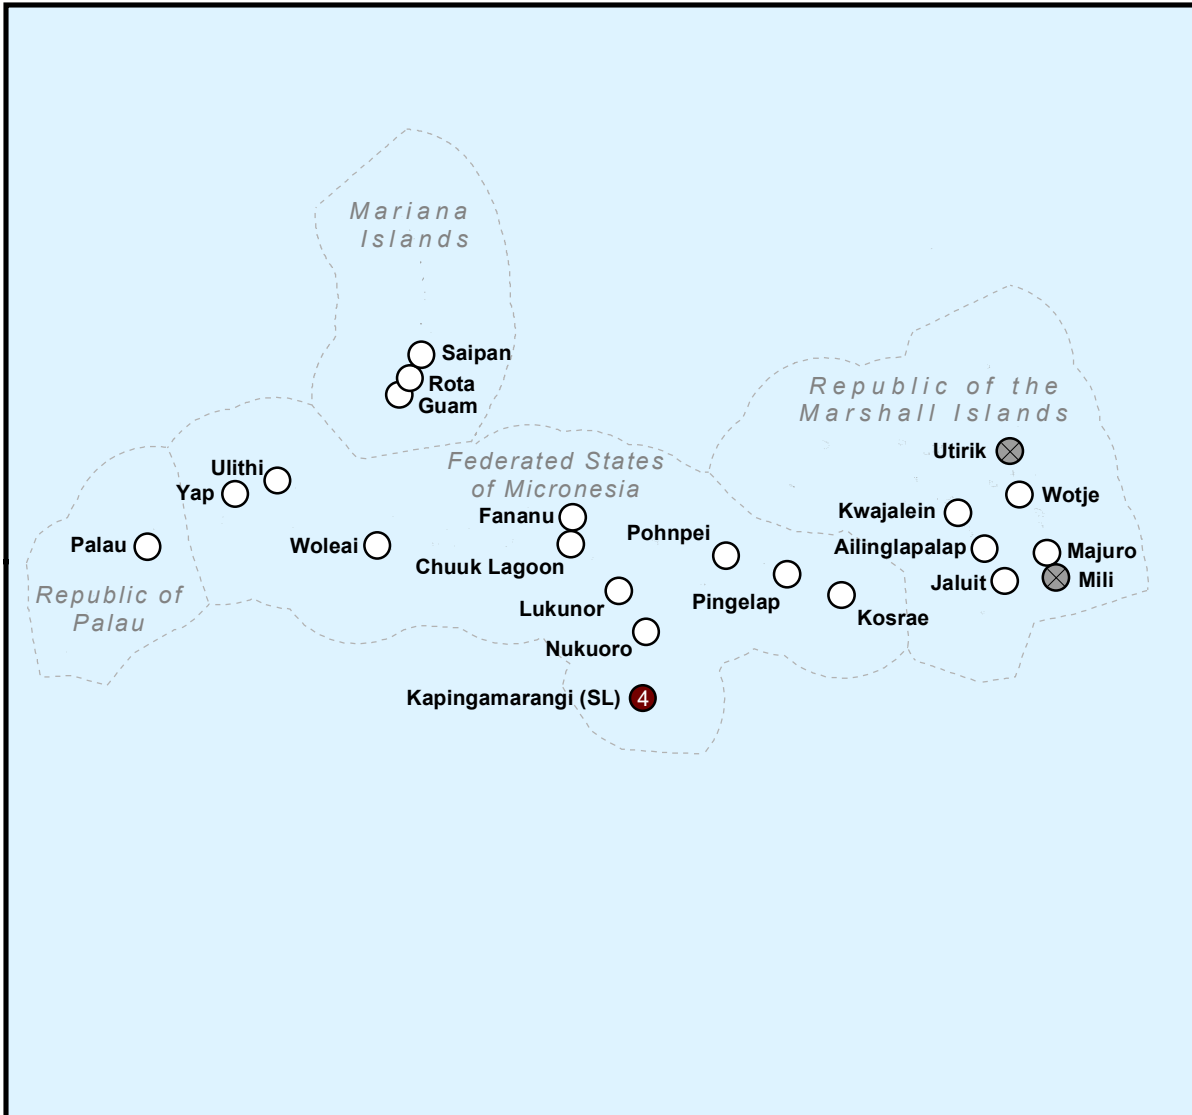 Mariana
Islands
Saipan
Rota
Guam
Republic of the
Marshall Islands
Utirik
Ulithi
Yap
Federated States
of Micronesia
Wotje
Fananu
Kwajalein
Pohnpei
Palau
Woleai
Ailinglapalap
Majuro
Chuuk Lagoon
Jaluit
Mili
Republic of
Palau
Lukunor
Pingelap
Kosrae
Nukuoro
Kapingamarangi (SL)
4